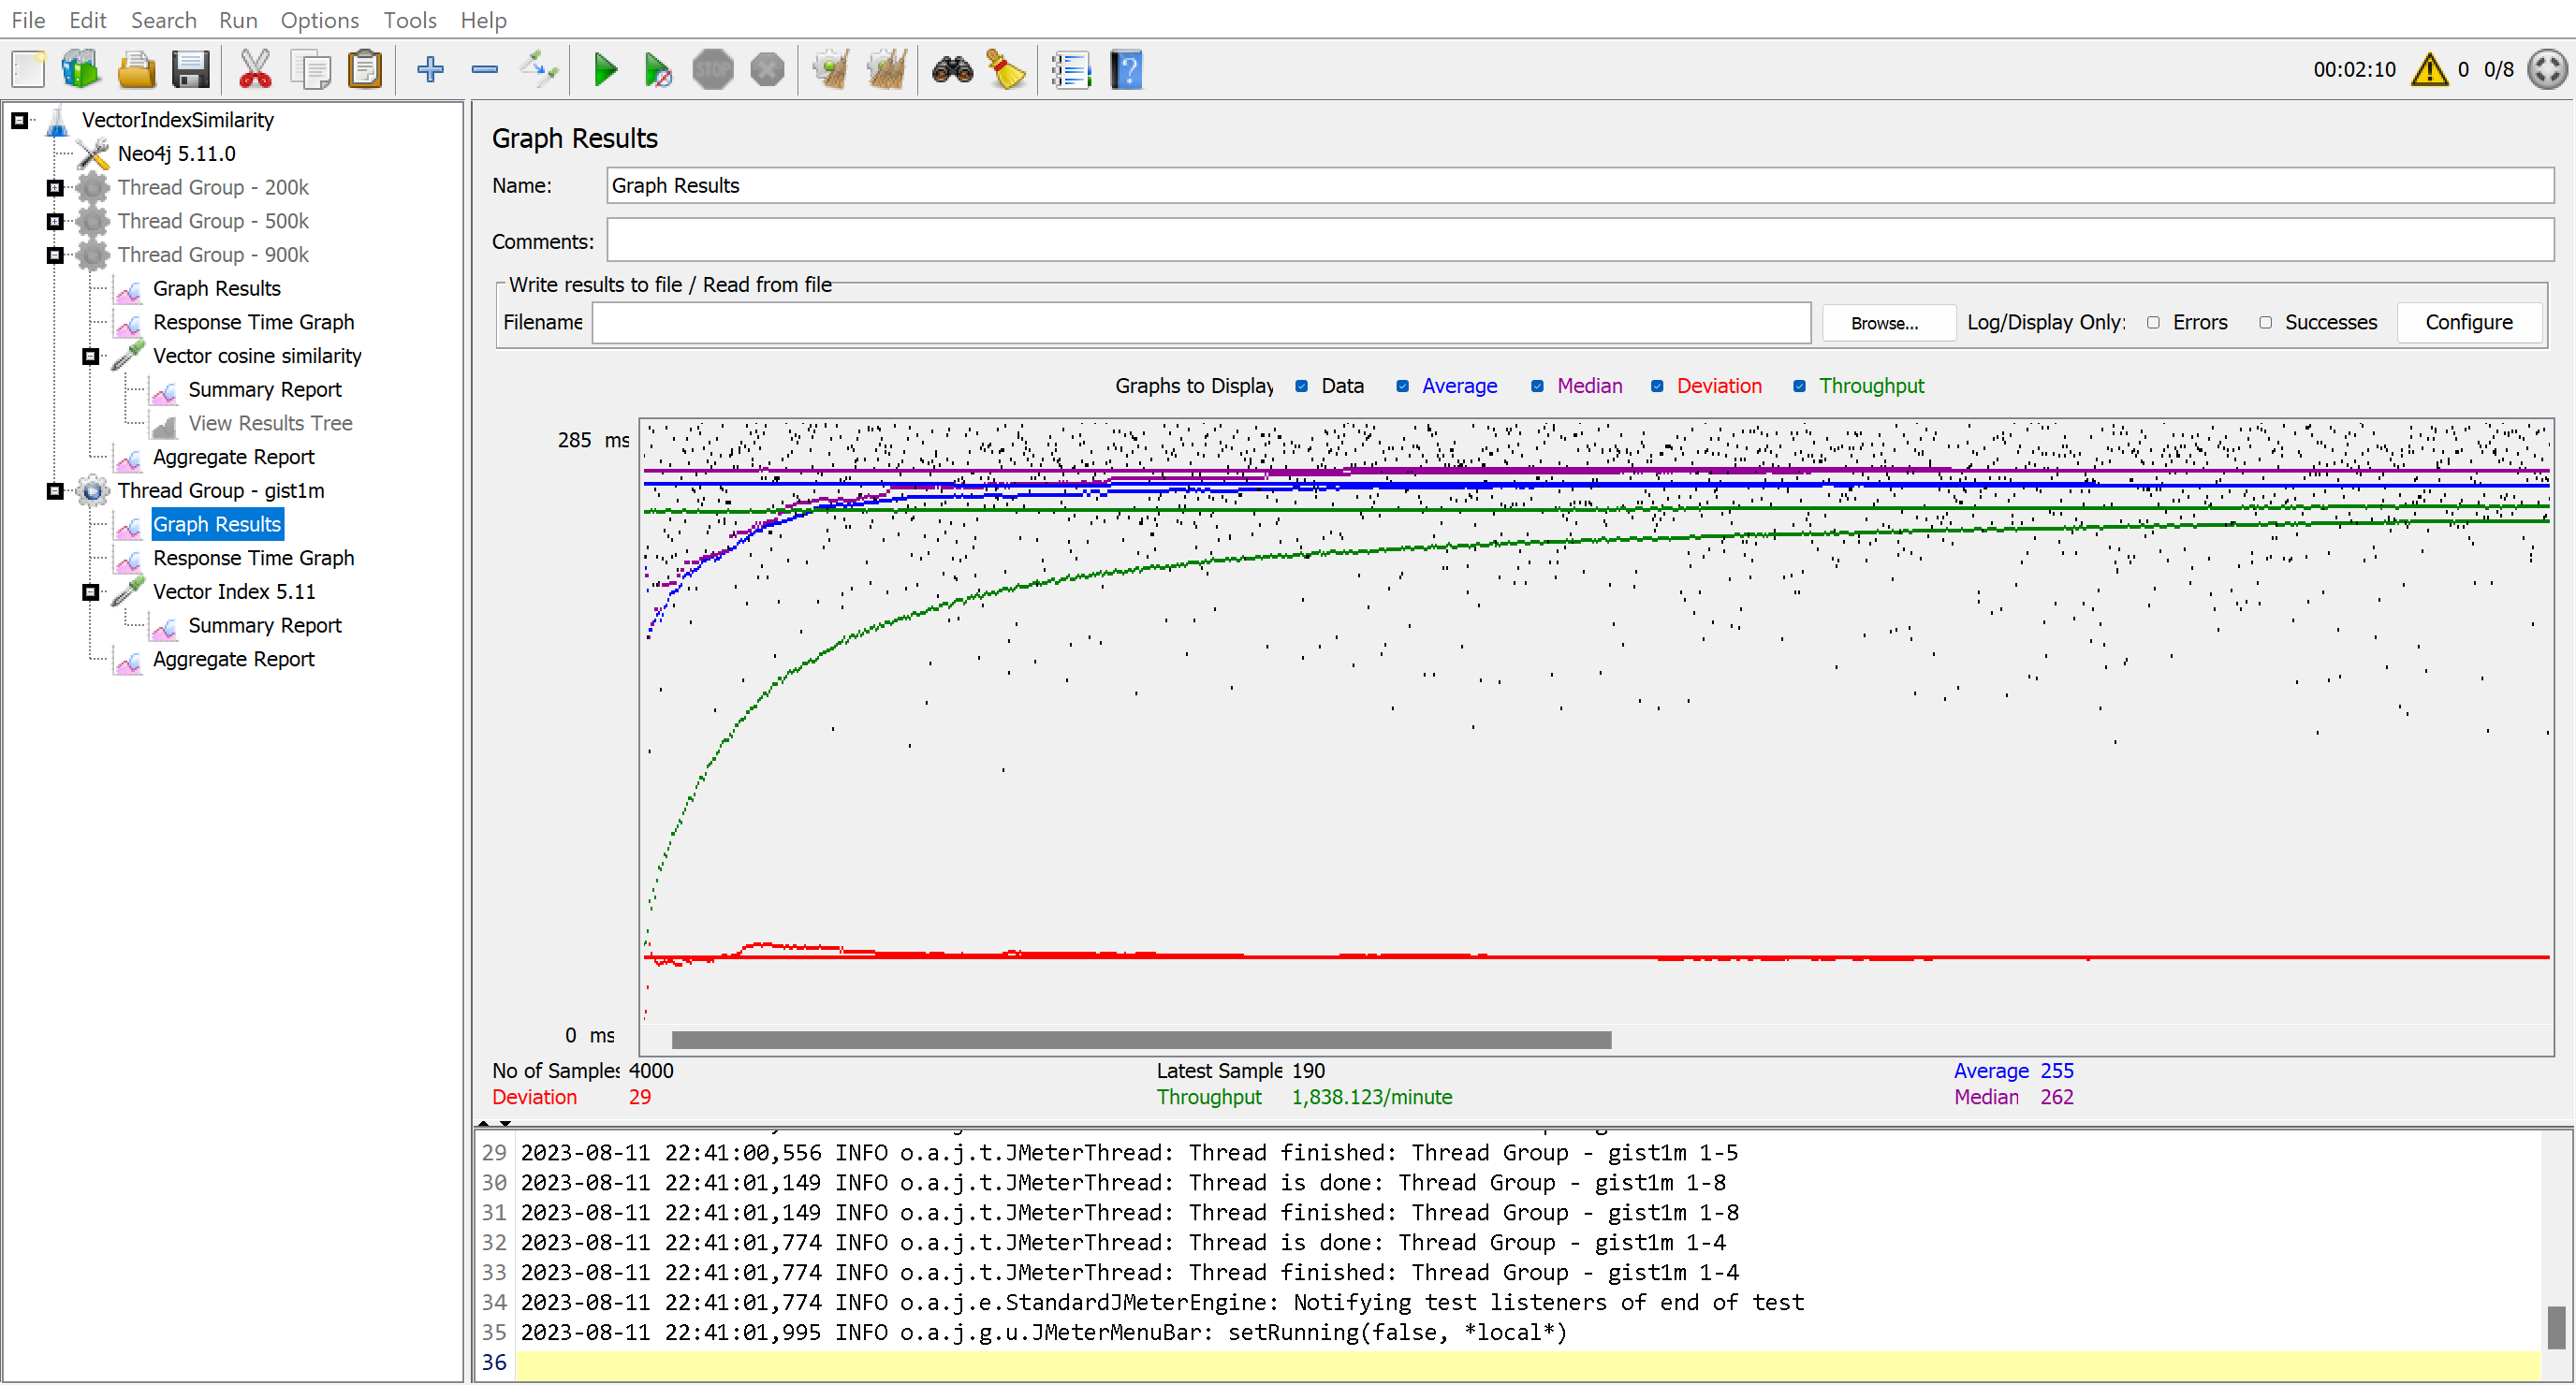 File Edit Search Run Options Tools Help
STOP
00:02:10 0 0/8
VectorIndexSimilarity
Neo4j 5.11.0
Thread Group - 200k
Thread Group - 500k
Thread Group - 900k
Graph Results
Response Time Graph
Vector cosine similarity
Summary Report
View Results Tree
Aggregate Report
Thread Group - gist1m
Graph Results
Response Time Graph
Vector Index 5.11
Summary Report
Aggregate Report
Graph Results
Name: Graph Results
Comments:
Write results to file / Read from file
Filename Browse... Log/Display Only: Errors Successes Configure
Graphs to Display Data Average Median Deviation Throughput
285 ms
0 ms
No of Samples 4000 Latest Sample 190 Average 255
Deviation 29 Throughput 1,838.123/minute Median 262
29 2023-08-11 22:41:00,556 INFO o.a.j.t.JMeterThread: Thread finished: Thread Group - gist1m 1-5
30 2023-08-11 22:41:01,149 INFO o.a.j.t.JMeterThread: Thread is done: Thread Group - gist1m 1-8
31 2023-08-11 22:41:01,149 INFO o.a.j.t.JMeterThread: Thread finished: Thread Group - gist1m 1-8
32 2023-08-11 22:41:01,774 INFO o.a.j.t.JMeterThread: Thread is done: Thread Group - gist1m 1-4
33 2023-08-11 22:41:01,774 INFO o.a.j.t.JMeterThread: Thread finished: Thread Group - gist1m 1-4
34 2023-08-11 22:41:01,774 INFO o.a.j.e.StandardJMeterEngine: Notifying test listeners of end of test
35 2023-08-11 22:41:01,995 INFO o.a.j.g.u.JMeterMenuBar: setRunning(false, *local*)
36